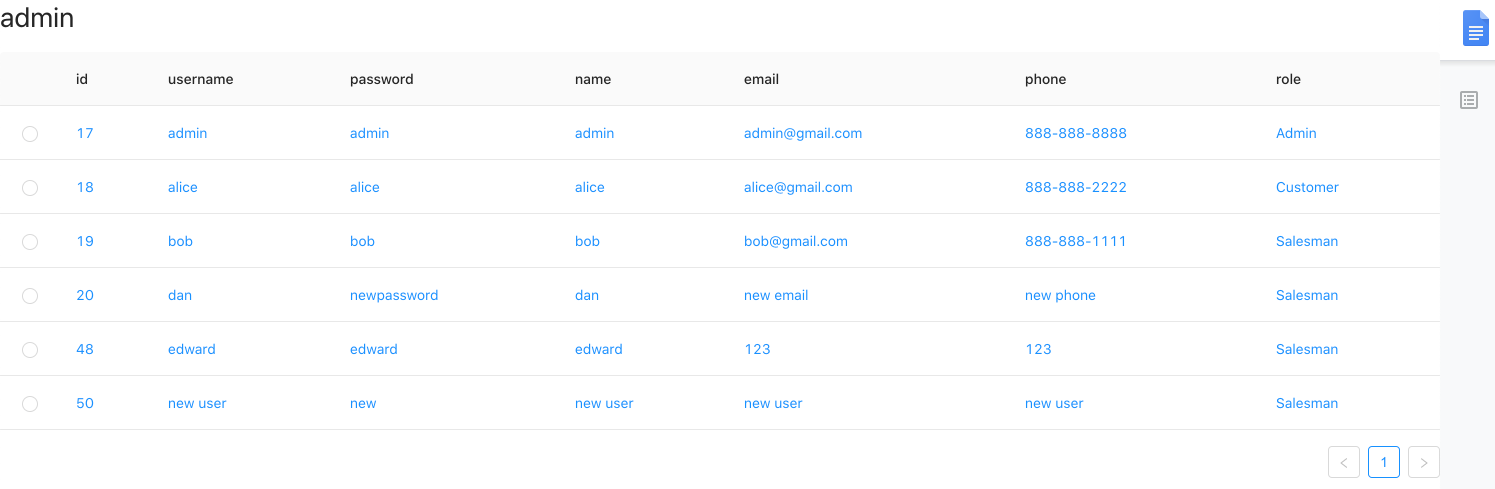 admin
id username password name email phone role
17 admin admin admin admin@gmail.com 888-888-8888 Admin
18 alice alice alice alice@gmail.com 888-888-2222 Customer
19 bob bob bob bob@gmail.com 888-888-1111 Salesman
20 dan newpassword dan new email new phone Salesman
48 edward edward edward 123 123 Salesman
50 new user new new user new user new user Salesman
< 1 >